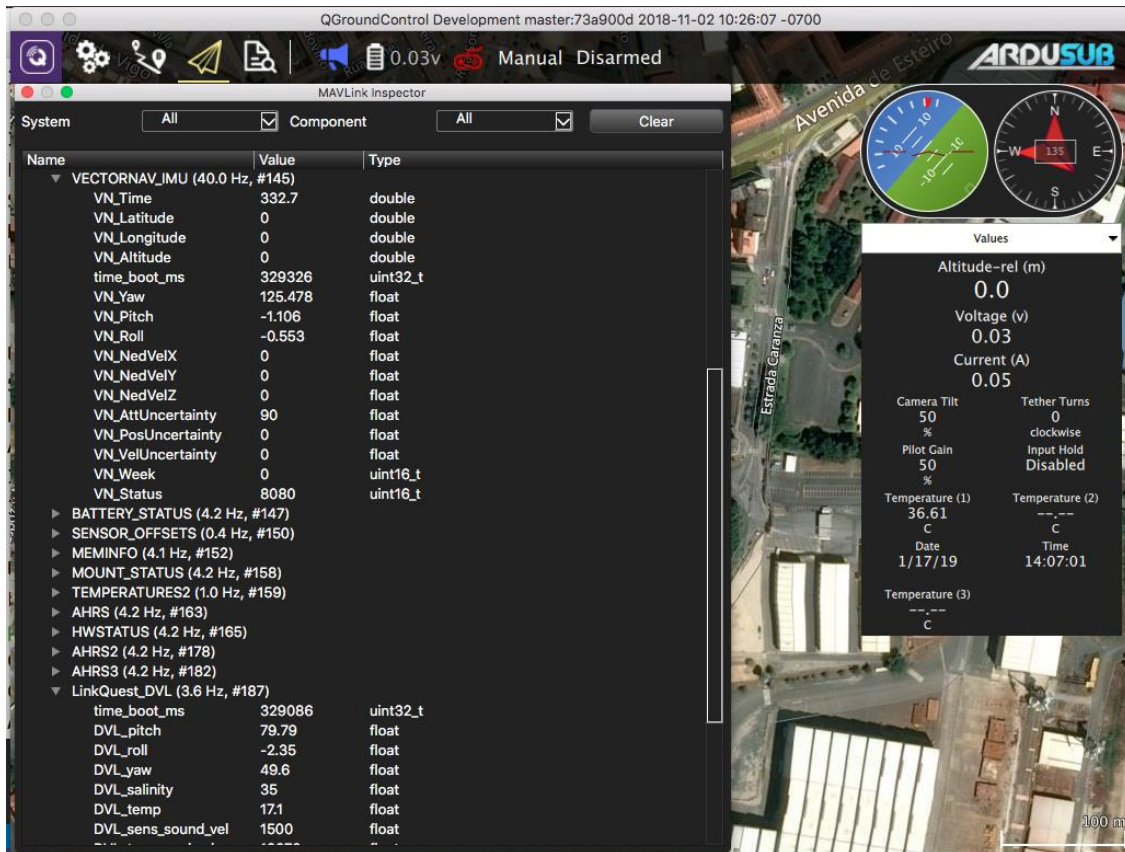 QGroundControl Development master:73a900d 2018-11-02 10:26:07 -0700
0.03v Manual Disarmed
ARDUSUB
MAVLink Inspector
System All Component All Clear
Name Value Type
VECTORNAV_IMU (40.0 Hz, #145)
VN_Time 332.7 double
VN_Latitude 0 double
VN_Longitude 0 double
VN_Altitude 0 double
time_boot_ms 329326 uint32_t
VN_Yaw 125.478 float
VN_Pitch -1.106 float
VN_Roll -0.553 float
VN_NedVelX 0 float
VN_NedVelY 0 float
VN_NedVelZ 0 float
VN_AttUncertainty 90 float
VN_PosUncertainty 0 float
VN_VelUncertainty 0 float
VN_Week 0 uint16_t
VN_Status 8080 uint16_t
BATTERY_STATUS (4.2 Hz, #147)
SENSOR_OFFSETS (0.4 Hz, #150)
MEMINFO (4.1 Hz, #152)
MOUNT_STATUS (4.2 Hz, #158)
TEMPERATURES2 (1.0 Hz, #159)
AHRS (4.2 Hz, #163)
HWSTATUS (4.2 Hz, #165)
AHRS2 (4.2 Hz, #178)
AHRS3 (4.2 Hz, #182)
LinkQuest_DVL (3.6 Hz, #187)
time_boot_ms 329086 uint32_t
DVL_pitch 79.79 float
DVL_roll -2.35 float
DVL_yaw 49.6 float
DVL_salinity 35 float
DVL_temp 17.1 float
DVL_sens_sound_vel 1500 float
Avenida de Esteiro
Estrada Caranza
10 10
-10 -10
N
W 135 E
S
Values
Altitude-rel (m)
0.0
Voltage (v)
0.03
Current (A)
0.05
Camera Tilt Tether Turns
50 0
% clockwise
Pilot Gain Input Hold
50 Disabled
%
Temperature (1) Temperature (2)
36.61 --.--
C C
Date Time
1/17/19 14:07:01
Temperature (3)
--.--
C
100 m